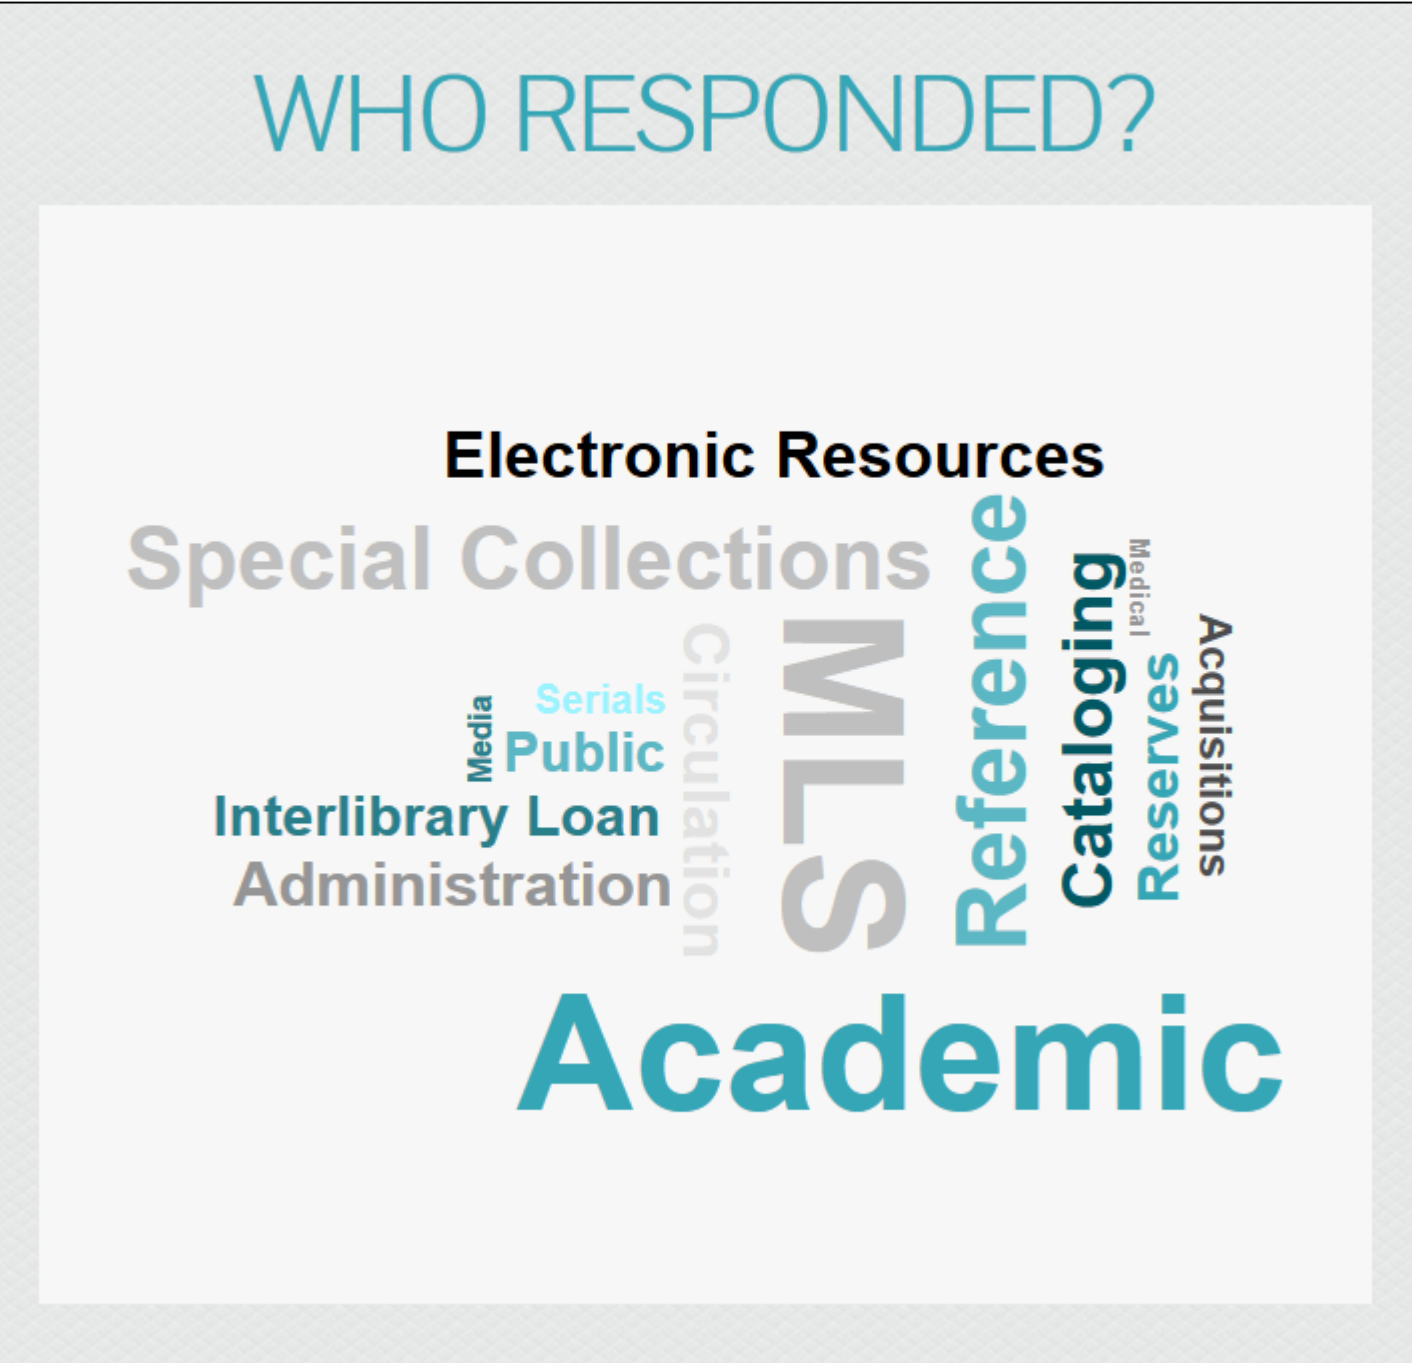 WHO RESPONDED?
Electronic Resources
Special Collections
Reference
Medical
Cataloging
Acquisitions
MLS
Circulation
Serials
Media
Public
Reserves
Interlibrary Loan
Administration
Academic